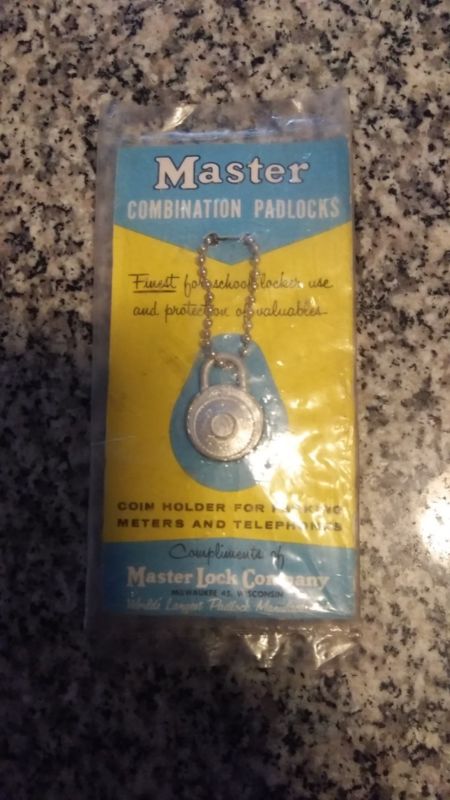 Master
COMBINATION PADLOCKS
Finest for school locker use
and protection of valuables
COIN HOLDER FOR PARKING
METERS AND TELEPHONES
Compliments of
Master Lock Company
MILWAUKEE 45, WISCONSIN
World's Largest Padlock